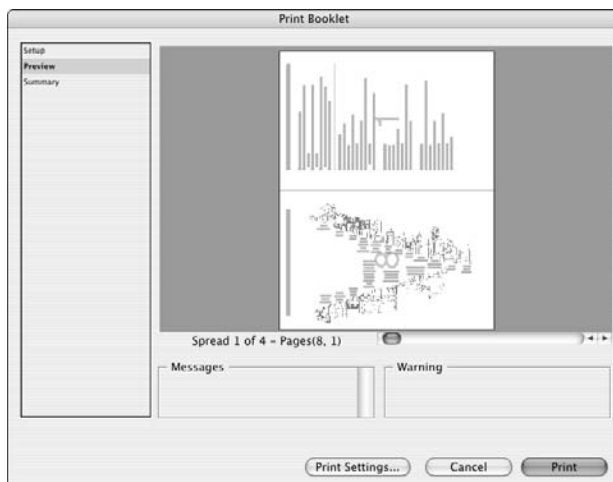 Print Booklet
Setup
Preview
Summary
Spread 1 of 4 – Pages(8, 1)
Messages
Warning
Print Settings...
Cancel
Print